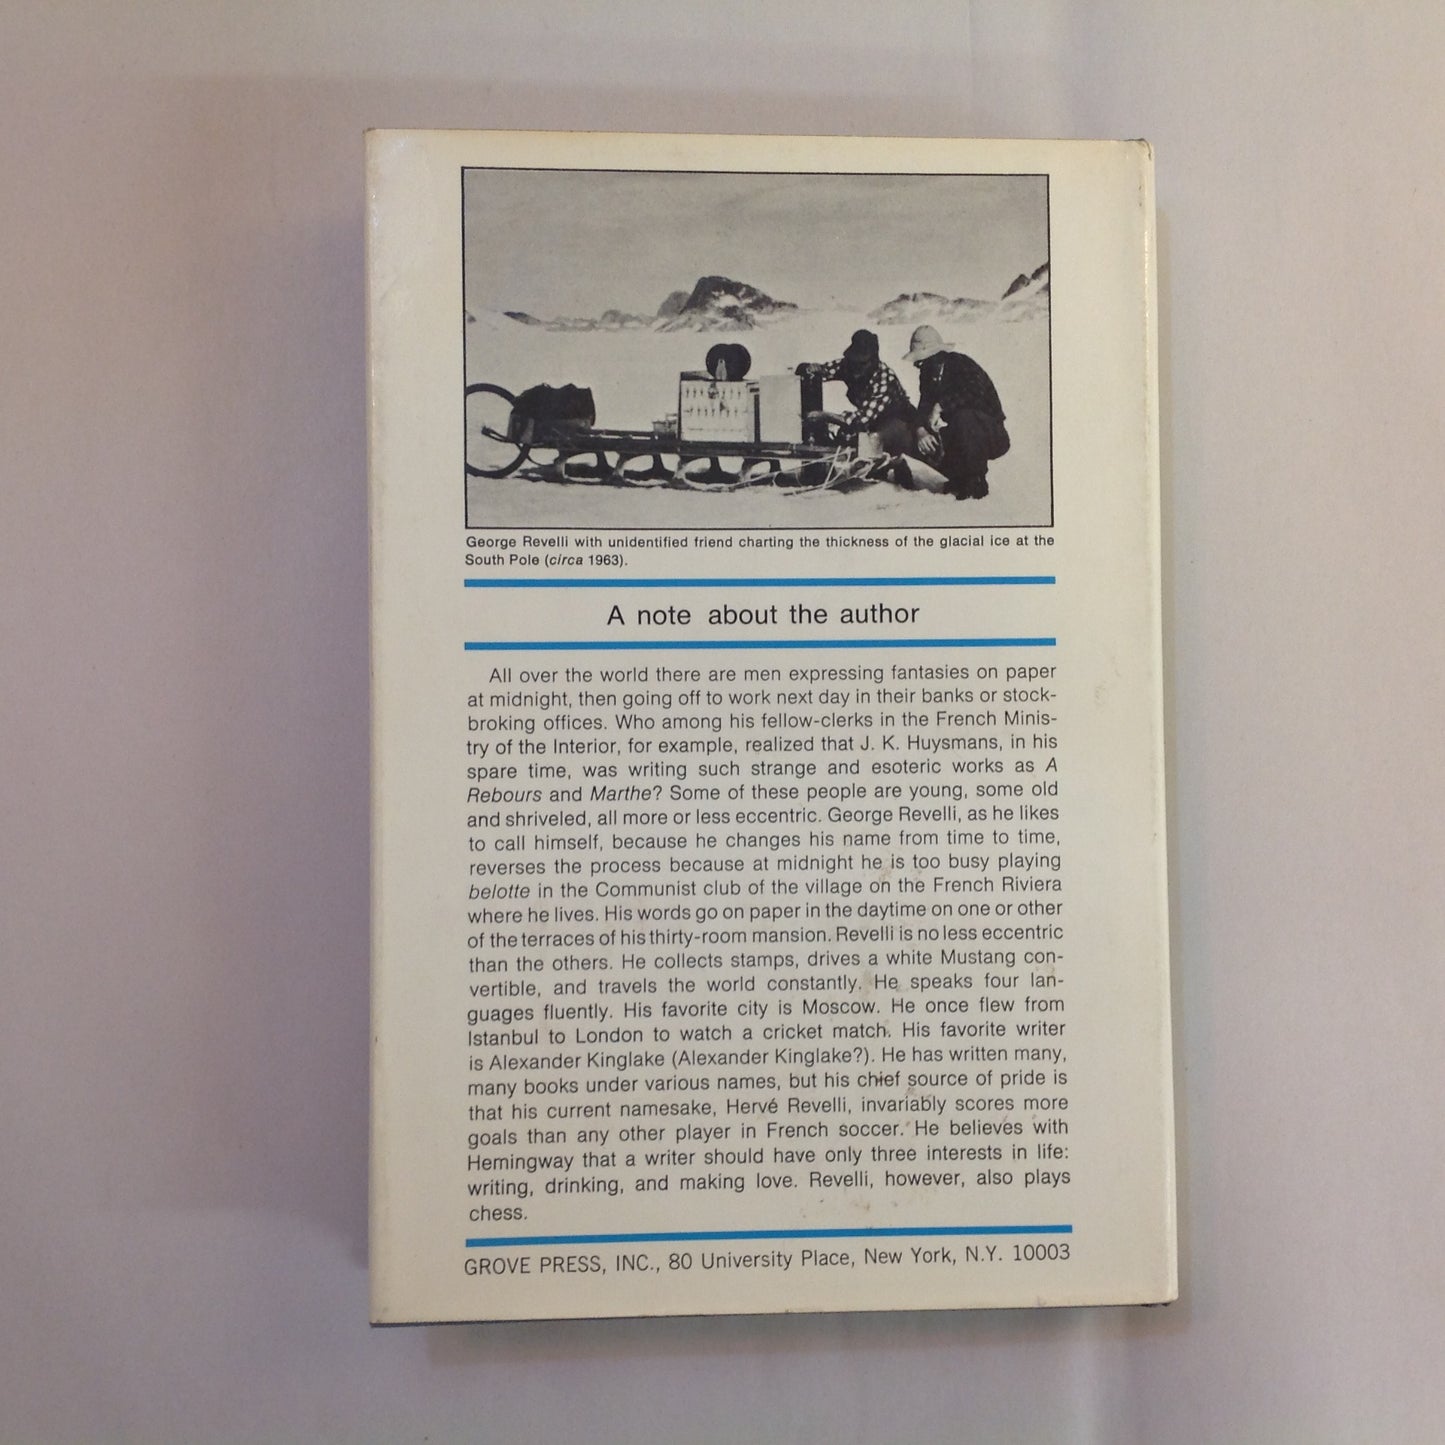 George Revelli with unidentified friend charting the thickness of the glacial ice at the
South Pole (circa 1963).
A note about the author
All over the world there are men expressing fantasies on paper
at midnight, then going off to work next day in their banks or stock-
broking offices. Who among his fellow-clerks in the French Minis-
try of the Interior, for example, realized that J. K. Huysmans, in his
spare time, was writing such strange and esoteric works as A
Rebours and Marthe? Some of these people are young, some old
and shriveled, all more or less eccentric. George Revelli, as he likes
to call himself, because he changes his name from time to time,
reverses the process because at midnight he is too busy playing
belotte in the Communist club of the village on the French Riviera
where he lives. His words go on paper in the daytime on one or other
of the terraces of his thirty-room mansion. Revelli is no less eccentric
than the others. He collects stamps, drives a white Mustang con-
vertible, and travels the world constantly. He speaks four lan-
guages fluently. His favorite city is Moscow. He once flew from
Istanbul to London to watch a cricket match. His favorite writer
is Alexander Kinglake (Alexander Kinglake?). He has written many,
many books under various names, but his chief source of pride is
that his current namesake, Hervé Revelli, invariably scores more
goals than any other player in French soccer. He believes with
Hemingway that a writer should have only three interests in life:
writing, drinking, and making love. Revelli, however, also plays
chess.
GROVE PRESS, INC., 80 University Place, New York, N.Y. 10003